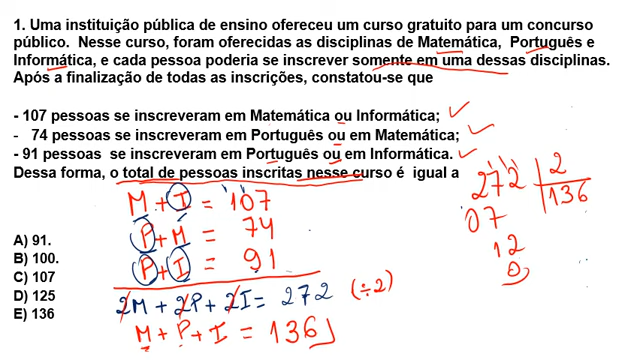 1. Uma instituição pública de ensino ofereceu um curso gratuito para um concurso
público. Nesse curso, foram oferecidas as disciplinas de Matemática, Português e
Informática, e cada pessoa poderia se inscrever somente em uma dessas disciplinas.
Após a finalização de todas as inscrições, constatou-se que
- 107 pessoas se inscreveram em Matemática ou Informática;
- 74 pessoas se inscreveram em Português ou em Matemática;
- 91 pessoas se inscreveram em Português ou em Informática.
Dessa forma, o total de pessoas inscritas nesse curso é igual a
M + I = 107
P + M = 74
P + I = 91
2M + 2P + 2I = 272 (÷2)
M + P + I = 136
272 2
07 136
12
0
A) 91.
B) 100.
C) 107
D) 125
E) 136